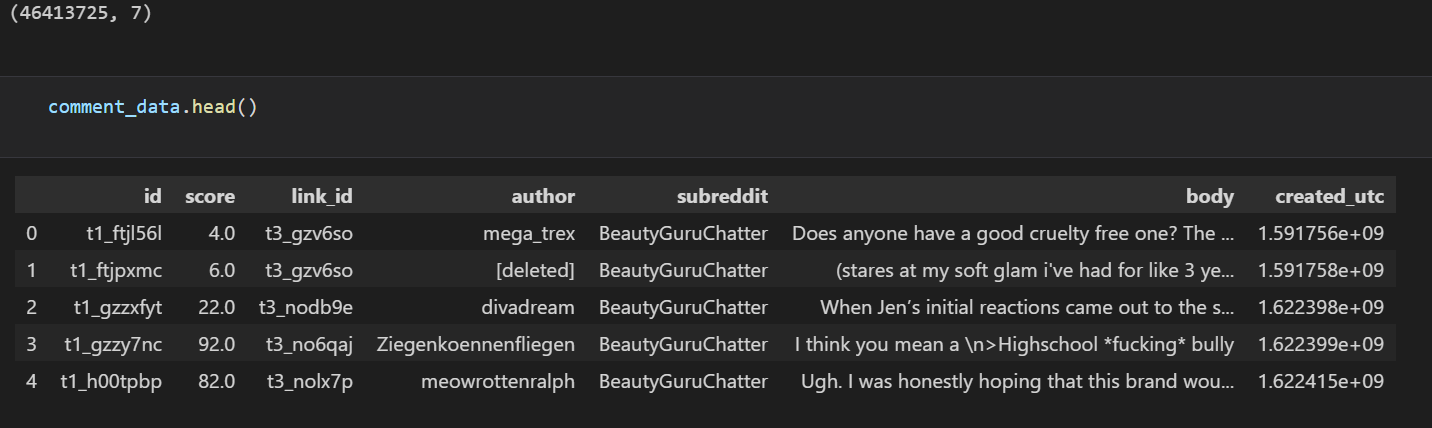 (46413725, 7)
comment_data.head()
id score link_id author subreddit body created_utc
0 t1_ftjl56l 4.0 t3_gzv6so mega_trex BeautyGuruChatter Does anyone have a good cruelty free one? The ... 1.591756e+09
1 t1_ftjpxmc 6.0 t3_gzv6so [deleted] BeautyGuruChatter (stares at my soft glam i've had for like 3 ye... 1.591758e+09
2 t1_gzzxfyt 22.0 t3_nodb9e divadream BeautyGuruChatter When Jen’s initial reactions came out to the s... 1.622398e+09
3 t1_gzzy7nc 92.0 t3_no6qaj Ziegenkoennenfliegen BeautyGuruChatter I think you mean a \n>Highschool *fucking* bully 1.622399e+09
4 t1_h00tpbp 82.0 t3_nolx7p meowrottenralph BeautyGuruChatter Ugh. I was honestly hoping that this brand wou... 1.622415e+09